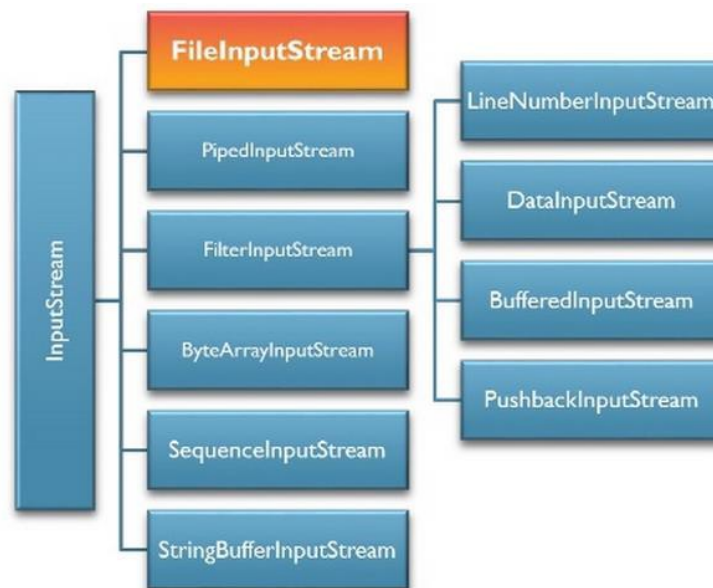 InputStream
FileInputStream
PipedInputStream
FilterInputStream
ByteArrayInputStream
SequenceInputStream
StringBufferInputStream
LineNumberInputStream
DataInputStream
BufferedInputStream
PushbackInputStream